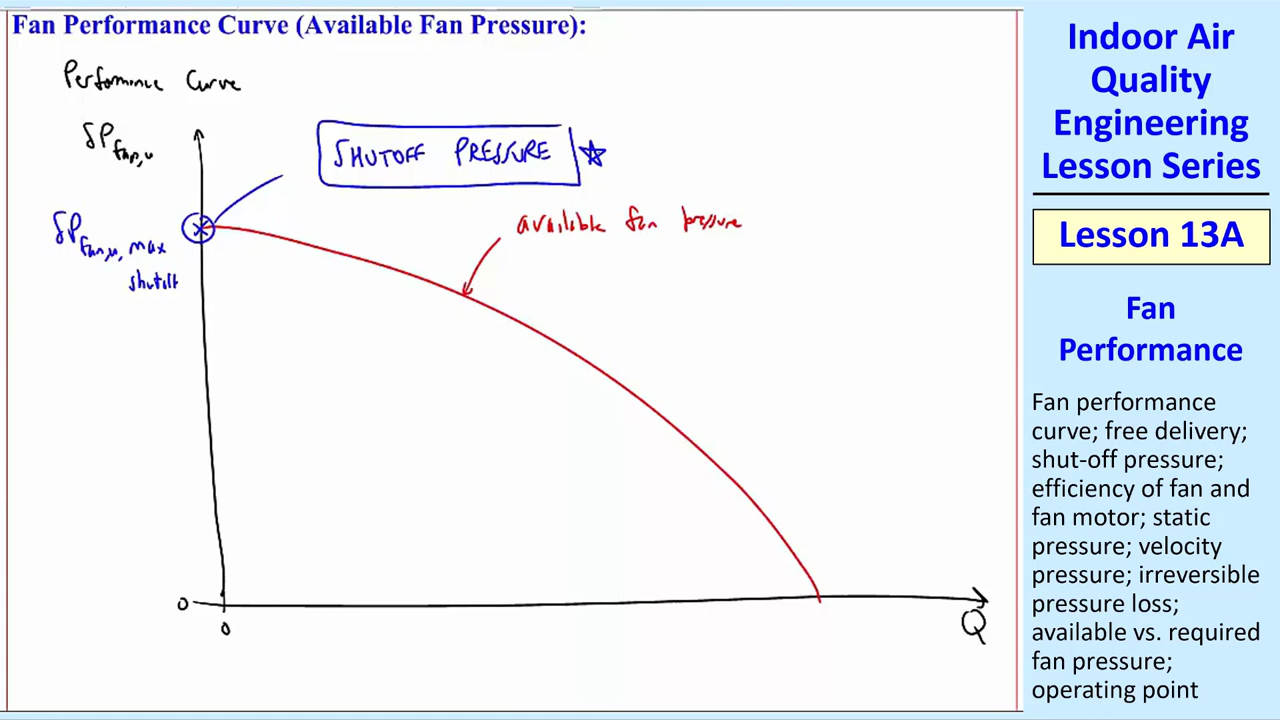 Fan Performance Curve (Available Fan Pressure):
Performance Curve
δP fan,a
SHUTOFF PRESSURE
available fan pressure
δP fan,a, max
shutoff
0
0
Q
Indoor Air
Quality
Engineering
Lesson Series
Lesson 13A
Fan
Performance
Fan performance
curve; free delivery;
shut-off pressure;
efficiency of fan and
fan motor; static
pressure; velocity
pressure; irreversible
pressure loss;
available vs. required
fan pressure;
operating point